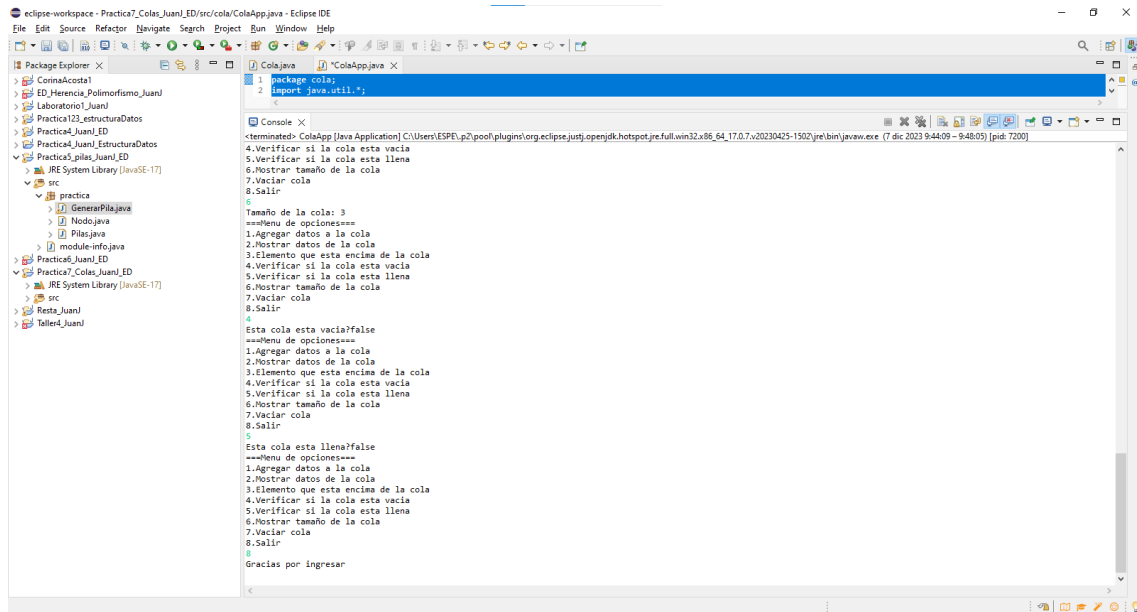 eclipse-workspace - Practica7_Colas_JuanJ_ED/src/cola/ColaApp.java - Eclipse IDE
File Edit Source Refactor Navigate Search Project Run Window Help
Package Explorer
CorinaAcosta1
ED_Herencia_Polimorfismo_JuanJ
Laboratorio1_JuanJ
Practica123_estructuraDatos
Practica4_JuanJ_ED
Practica4_JuanJ_EstructuraDatos
Practica5_pilas_JuanJ_ED
JRE System Library [JavaSE-17]
src
practica
GenerarPila.java
Nodo.java
Pilas.java
module-info.java
Practica6_JuanJ_ED
Practica7_Colas_JuanJ_ED
JRE System Library [JavaSE-17]
src
Resta_JuanJ
Taller4_JuanJ
Cola.java *ColaApp.java
1 package cola;
2 import java.util.*;
Console
<terminated> ColaApp [Java Application] C:\Users\ESPE\.p2\pool\plugins\org.eclipse.justj.openjdk.hotspot.jre.full.win32.x86_64_17.0.7.v20230425-1502\jre\bin\javaw.exe (7 dic 2023 9:44:09 – 9:48:05) [pid: 7200]
4.Verificar si la cola esta vacia
5.Verificar si la cola esta llena
6.Mostrar tamaño de la cola
7.Vaciar cola
8.Salir
6
Tamaño de la cola: 3
===Menu de opciones===
1.Agregar datos a la cola
2.Mostrar datos de la cola
3.Elemento que esta encima de la cola
4.Verificar si la cola esta vacia
5.Verificar si la cola esta llena
6.Mostrar tamaño de la cola
7.Vaciar cola
8.Salir
4
Esta cola esta vacia?false
===Menu de opciones===
1.Agregar datos a la cola
2.Mostrar datos de la cola
3.Elemento que esta encima de la cola
4.Verificar si la cola esta vacia
5.Verificar si la cola esta llena
6.Mostrar tamaño de la cola
7.Vaciar cola
8.Salir
5
Esta cola esta llena?false
===Menu de opciones===
1.Agregar datos a la cola
2.Mostrar datos de la cola
3.Elemento que esta encima de la cola
4.Verificar si la cola esta vacia
5.Verificar si la cola esta llena
6.Mostrar tamaño de la cola
7.Vaciar cola
8.Salir
8
Gracias por ingresar